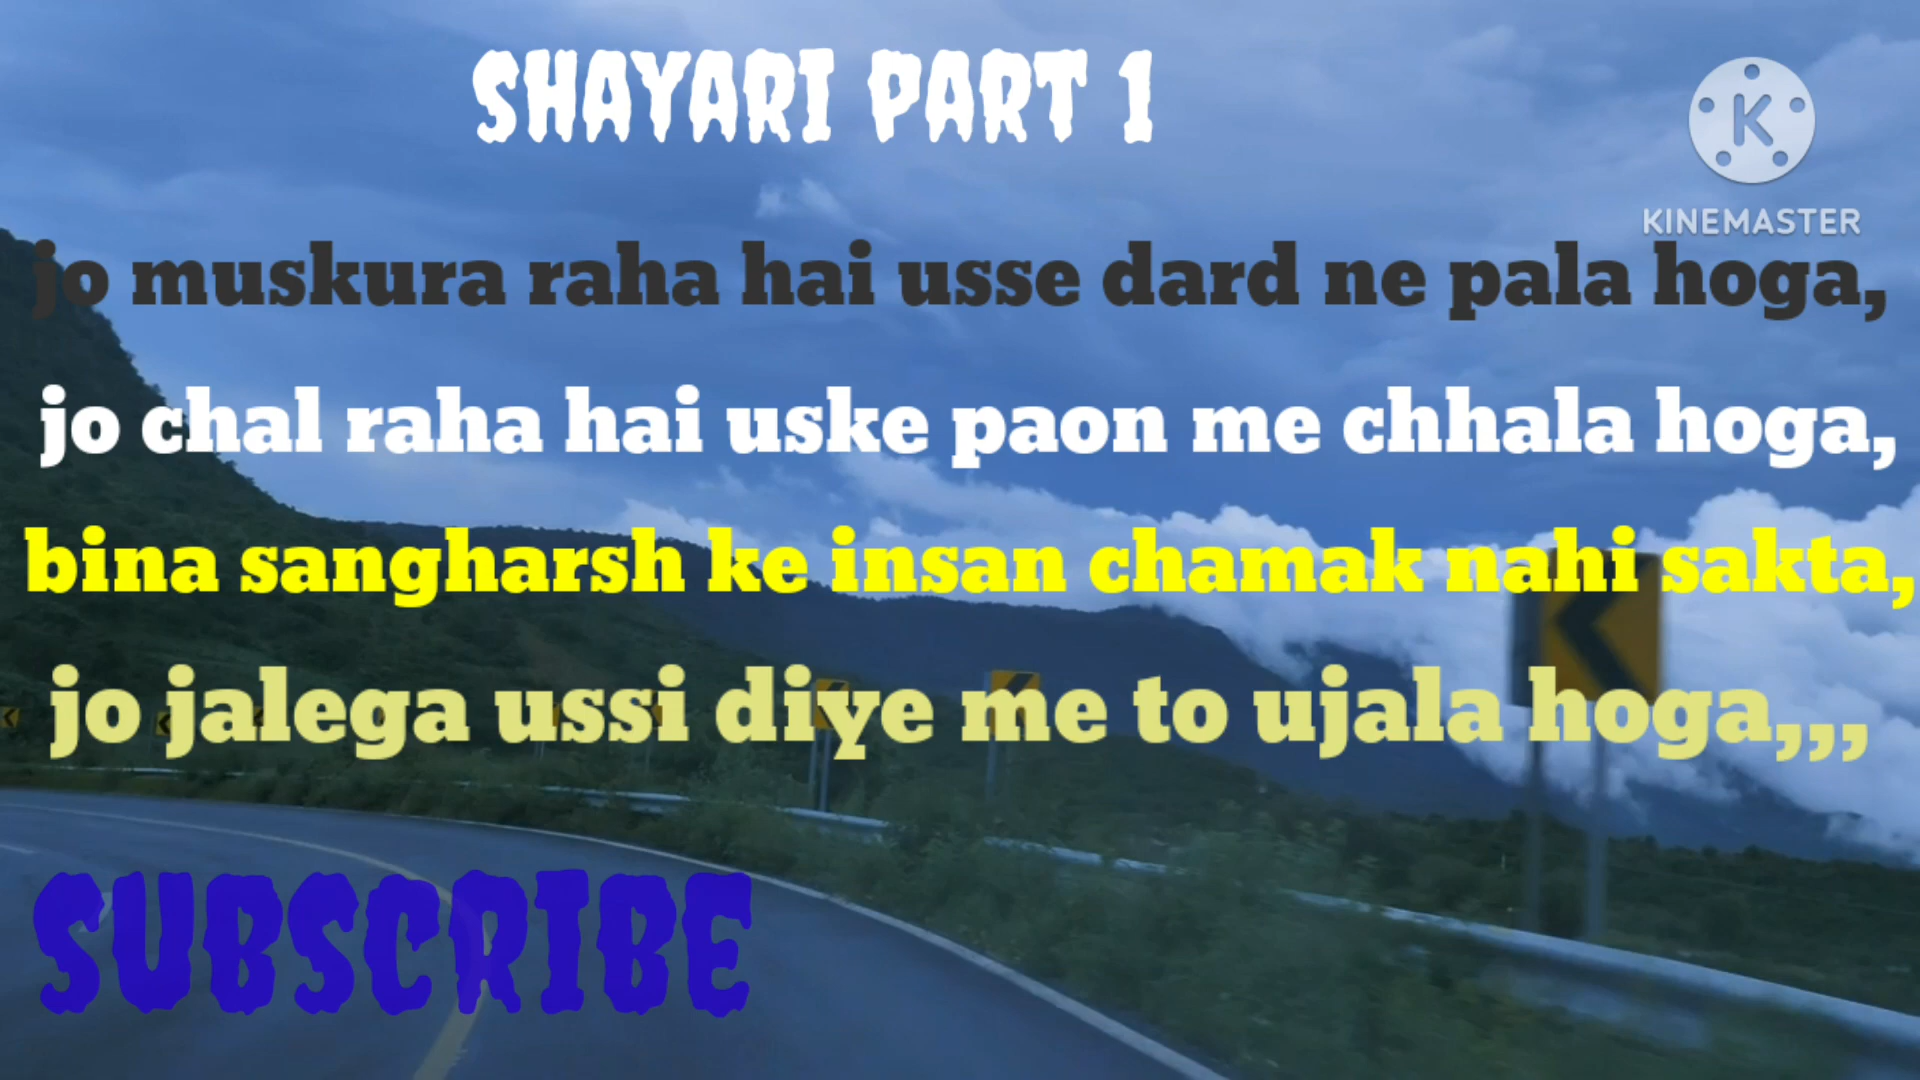 SHAYARI PART 1
K
KINEMASTER
jo muskura raha hai usse dard ne pala hoga,
jo chal raha hai uske paon me chhala hoga,
bina sangharsh ke insan chamak nahi sakta,
jo jalega ussi diye me to ujala hoga,,,
SUBSCRIBE